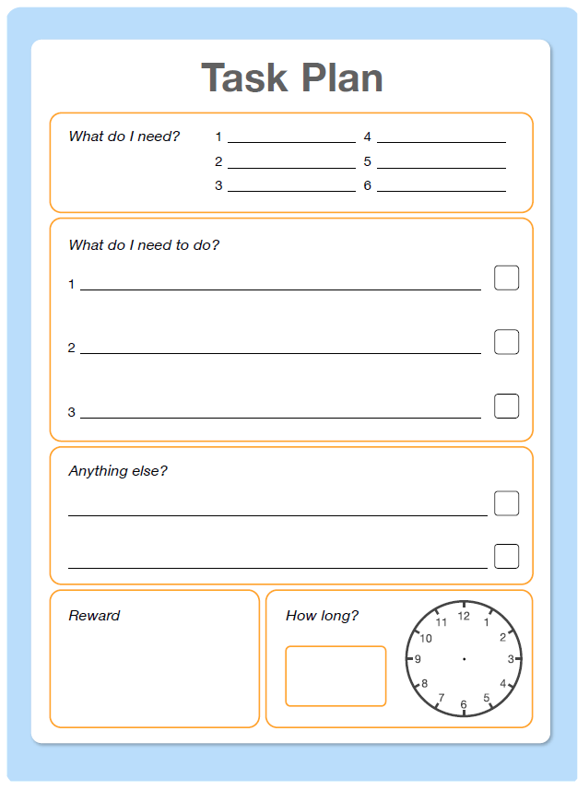 Task Plan
What do I need? 1 4
2 5
3 6
What do I need to do?
1
2
3
Anything else?
Reward
How long?
12
11 1
10 2
9 3
8 4
7 5
6